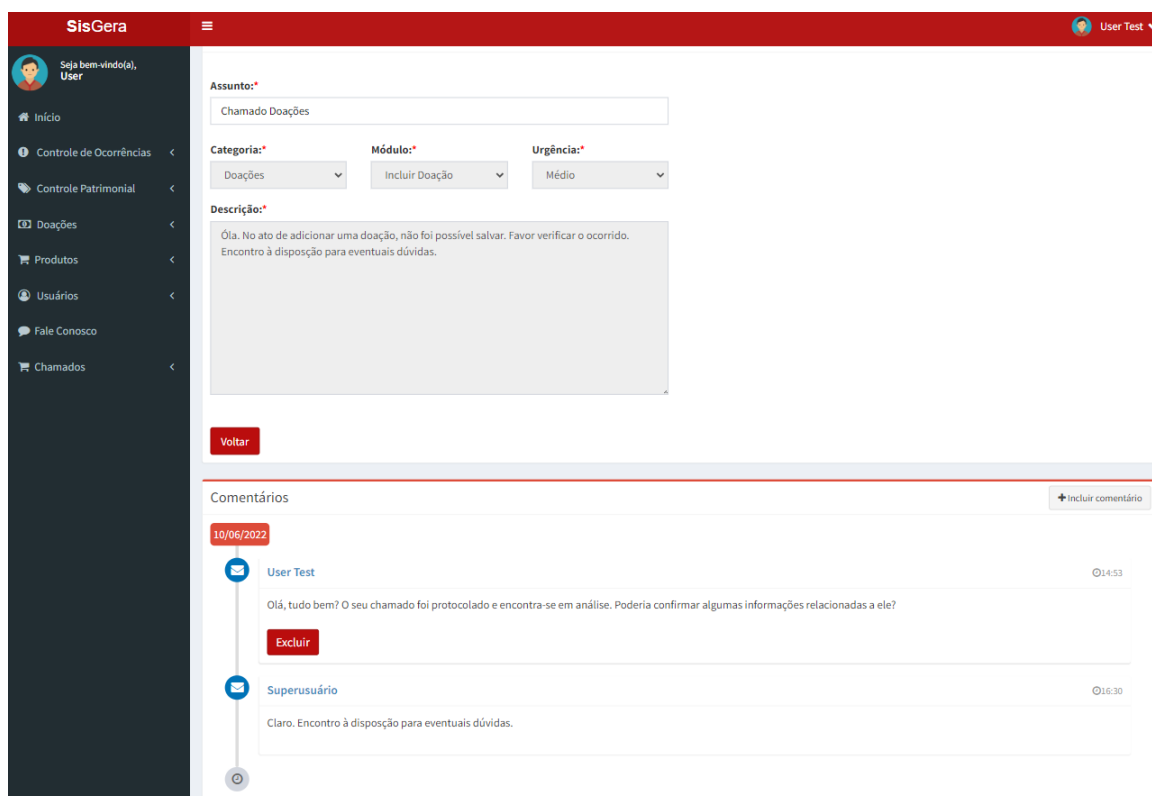 SisGera
User Test
Seja bem-vindo(a),
User
Início
Controle de Ocorrências
Controle Patrimonial
Doações
Produtos
Usuários
Fale Conosco
Chamados
Assunto:*
Chamado Doações
Categoria:* Módulo:* Urgência:*
Doações Incluir Doação Médio
Descrição:*
Óla. No ato de adicionar uma doação, não foi possível salvar. Favor verificar o ocorrido.
Encontro à disposção para eventuais dúvidas.
Voltar
Comentários
+Incluir comentário
10/06/2022
User Test 14:53
Olá, tudo bem? O seu chamado foi protocolado e encontra-se em análise. Poderia confirmar algumas informações relacionadas a ele?
Excluir
Superusuário 16:30
Claro. Encontro à disposção para eventuais dúvidas.